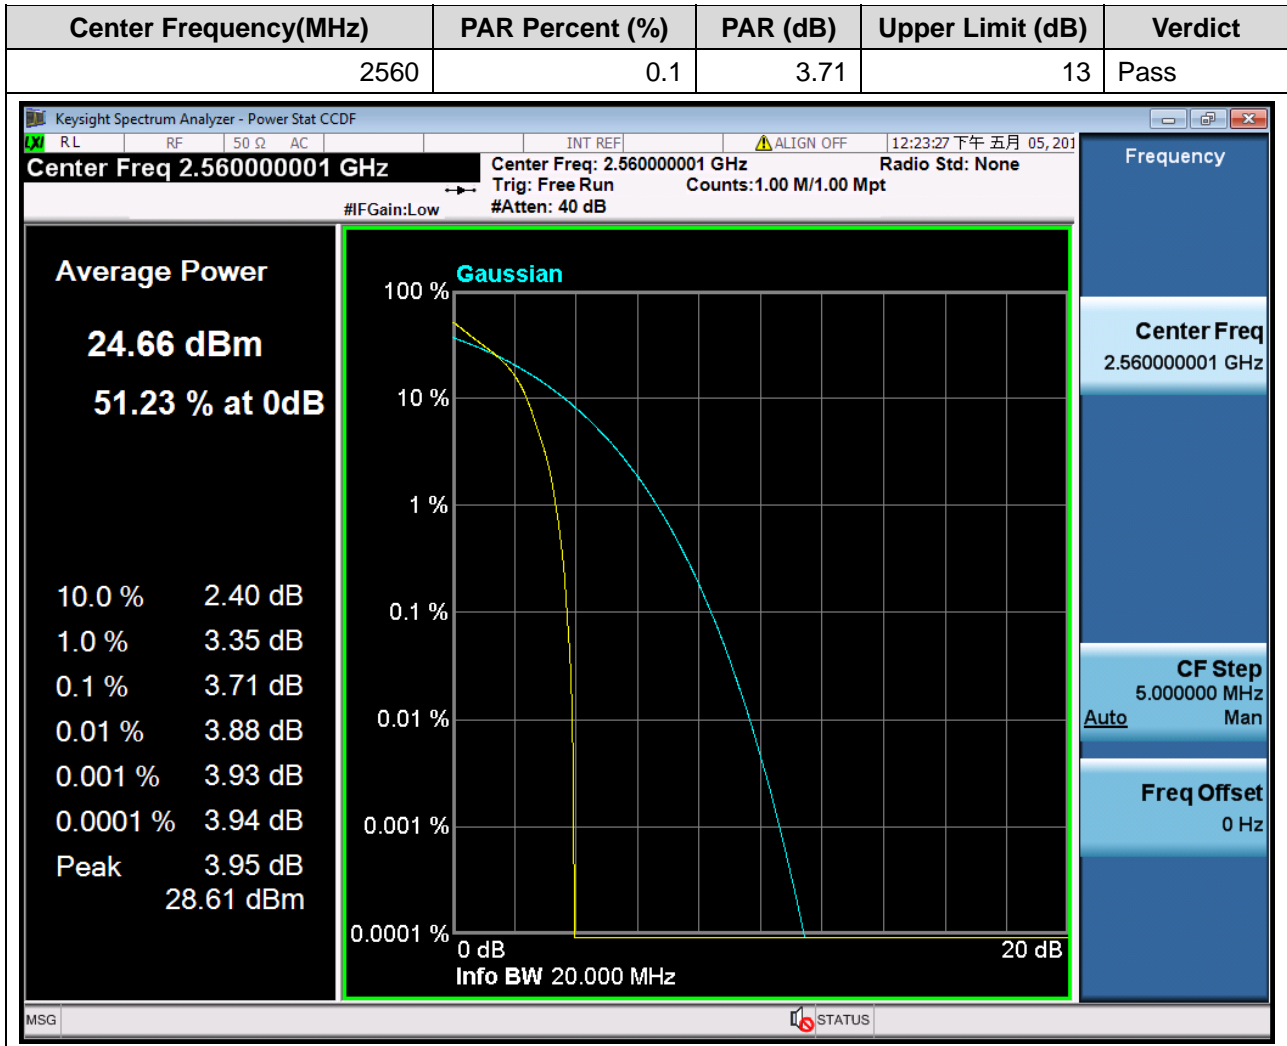 Center Frequency(MHz) PAR Percent (%) PAR (dB) Upper Limit (dB) Verdict
2560 0.1 3.71 13 Pass
Keysight Spectrum Analyzer - Power Stat CCDF
LXI RL RF 50 Ω AC INT REF ALIGN OFF 12:23:27 下午 五月 05, 201
Center Freq 2.560000001 GHz
#IFGain:Low
Center Freq: 2.560000001 GHz Radio Std: None
Trig: Free Run Counts:1.00 M/1.00 Mpt
#Atten: 40 dB
Average Power
24.66 dBm
51.23 % at 0dB
10.0 % 2.40 dB
1.0 % 3.35 dB
0.1 % 3.71 dB
0.01 % 3.88 dB
0.001 % 3.93 dB
0.0001 % 3.94 dB
Peak 3.95 dB
28.61 dBm
Gaussian
100 %
10 %
1 %
0.1 %
0.01 %
0.001 %
0.0001 %
0 dB 20 dB
Info BW 20.000 MHz
Frequency
Center Freq
2.560000001 GHz
CF Step
5.000000 MHz
Auto Man
Freq Offset
0 Hz
MSG STATUS